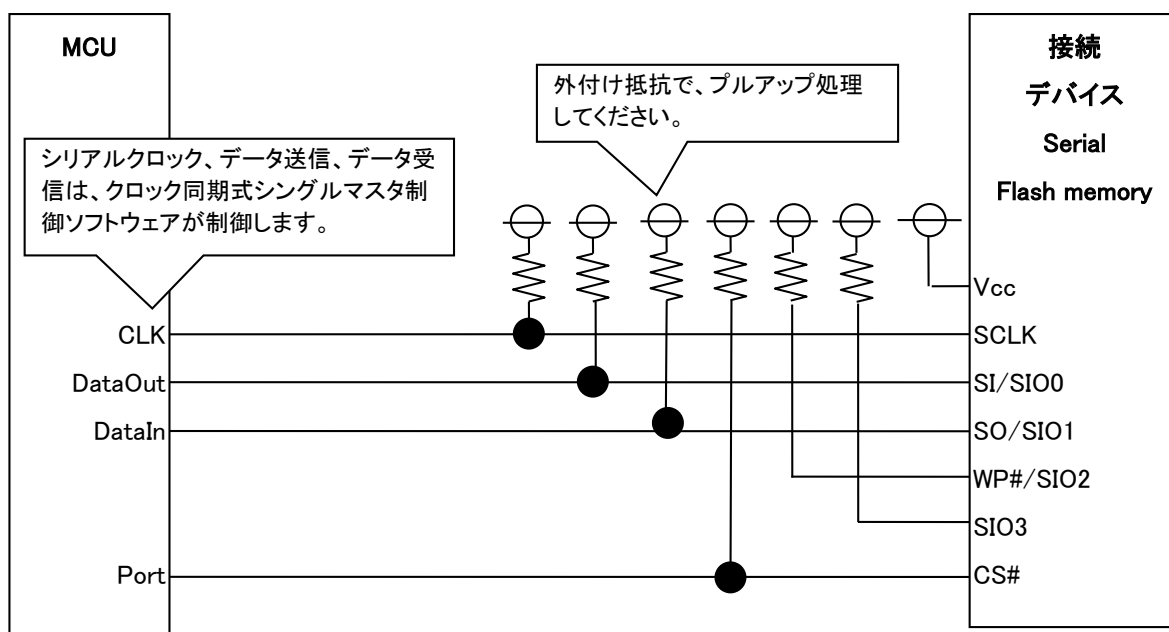 MCU
接続
デバイス
Serial
Flash memory
外付け抵抗で、プルアップ処理
してください。
シリアルクロック、データ送信、データ受
信は、クロック同期式シングルマスタ制
御ソフトウェアが制御します。
Vcc
CLK
SCLK
DataOut
SI/SIO0
DataIn
SO/SIO1
WP#/SIO2
SIO3
Port
CS#